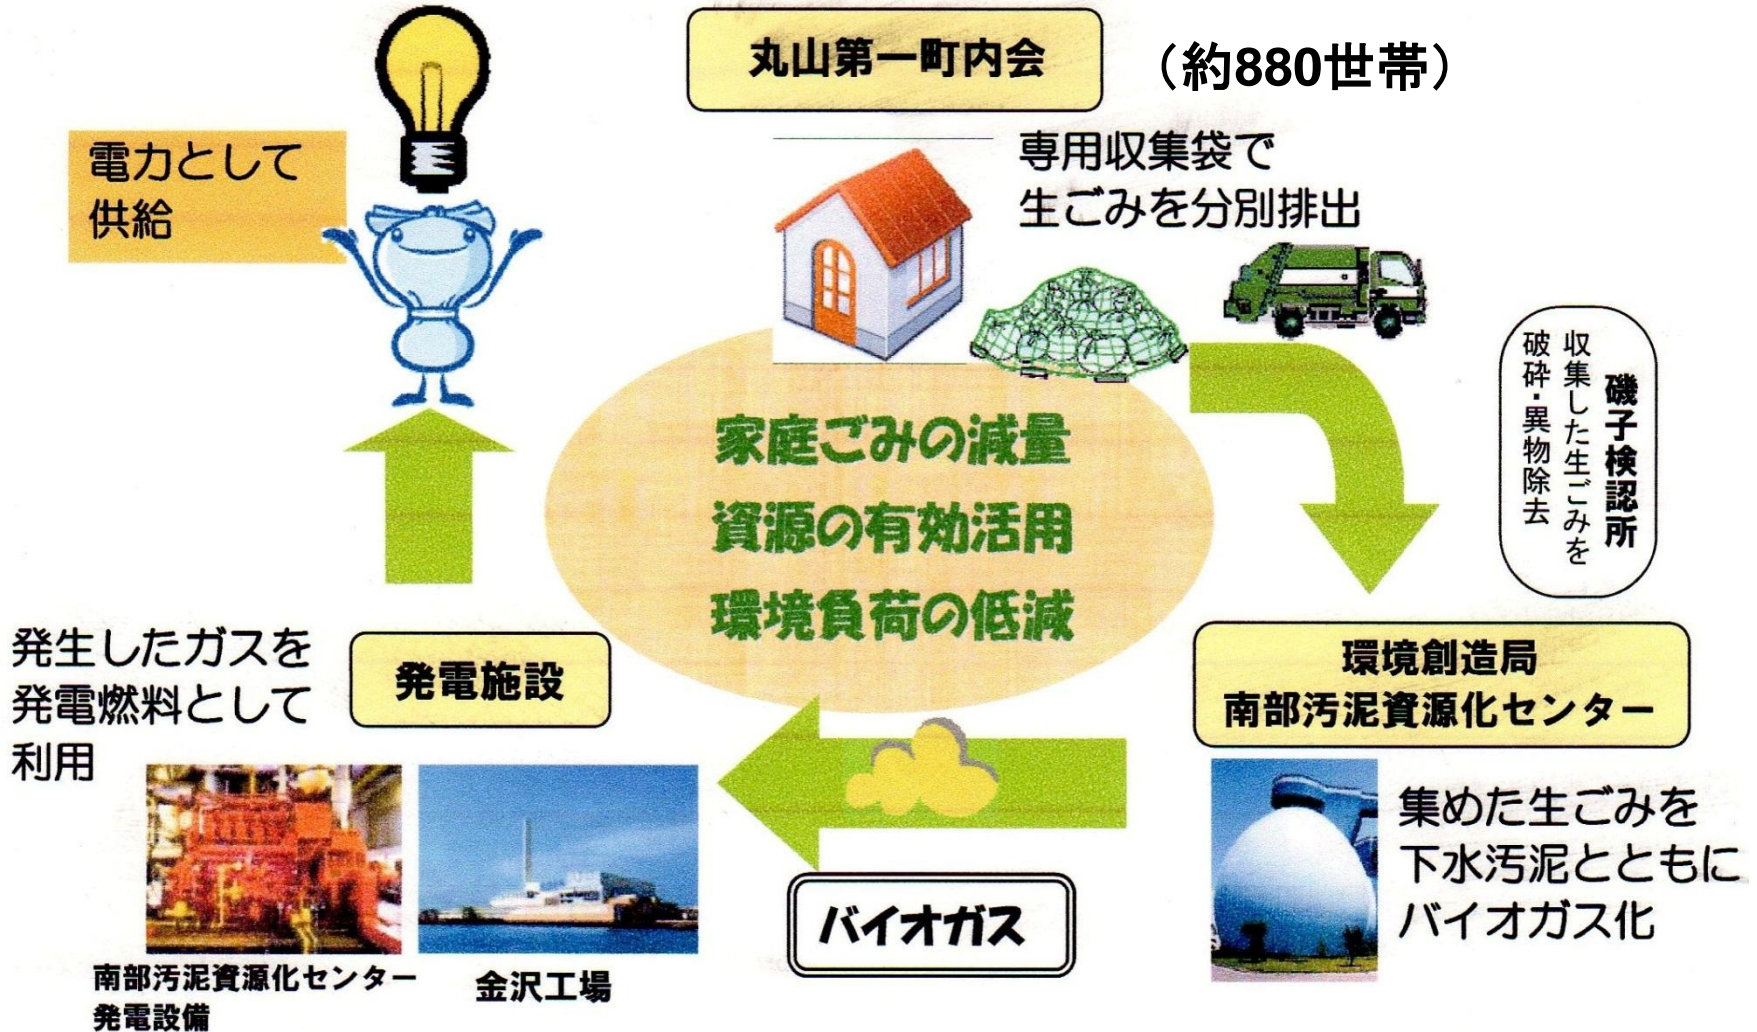 丸山第一町内会
（約880世帯）
専用収集袋で
生ごみを分別排出
磯子検認所
収集した生ごみを
破砕・異物除去
環境創造局
南部汚泥資源化センター
集めた生ごみを
下水汚泥とともに
バイオガス化
バイオガス
発電施設
発生したガスを
発電燃料として
利用
南部汚泥資源化センター
発電設備
金沢工場
電力として
供給
家庭ごみの減量
資源の有効活用
環境負荷の低減